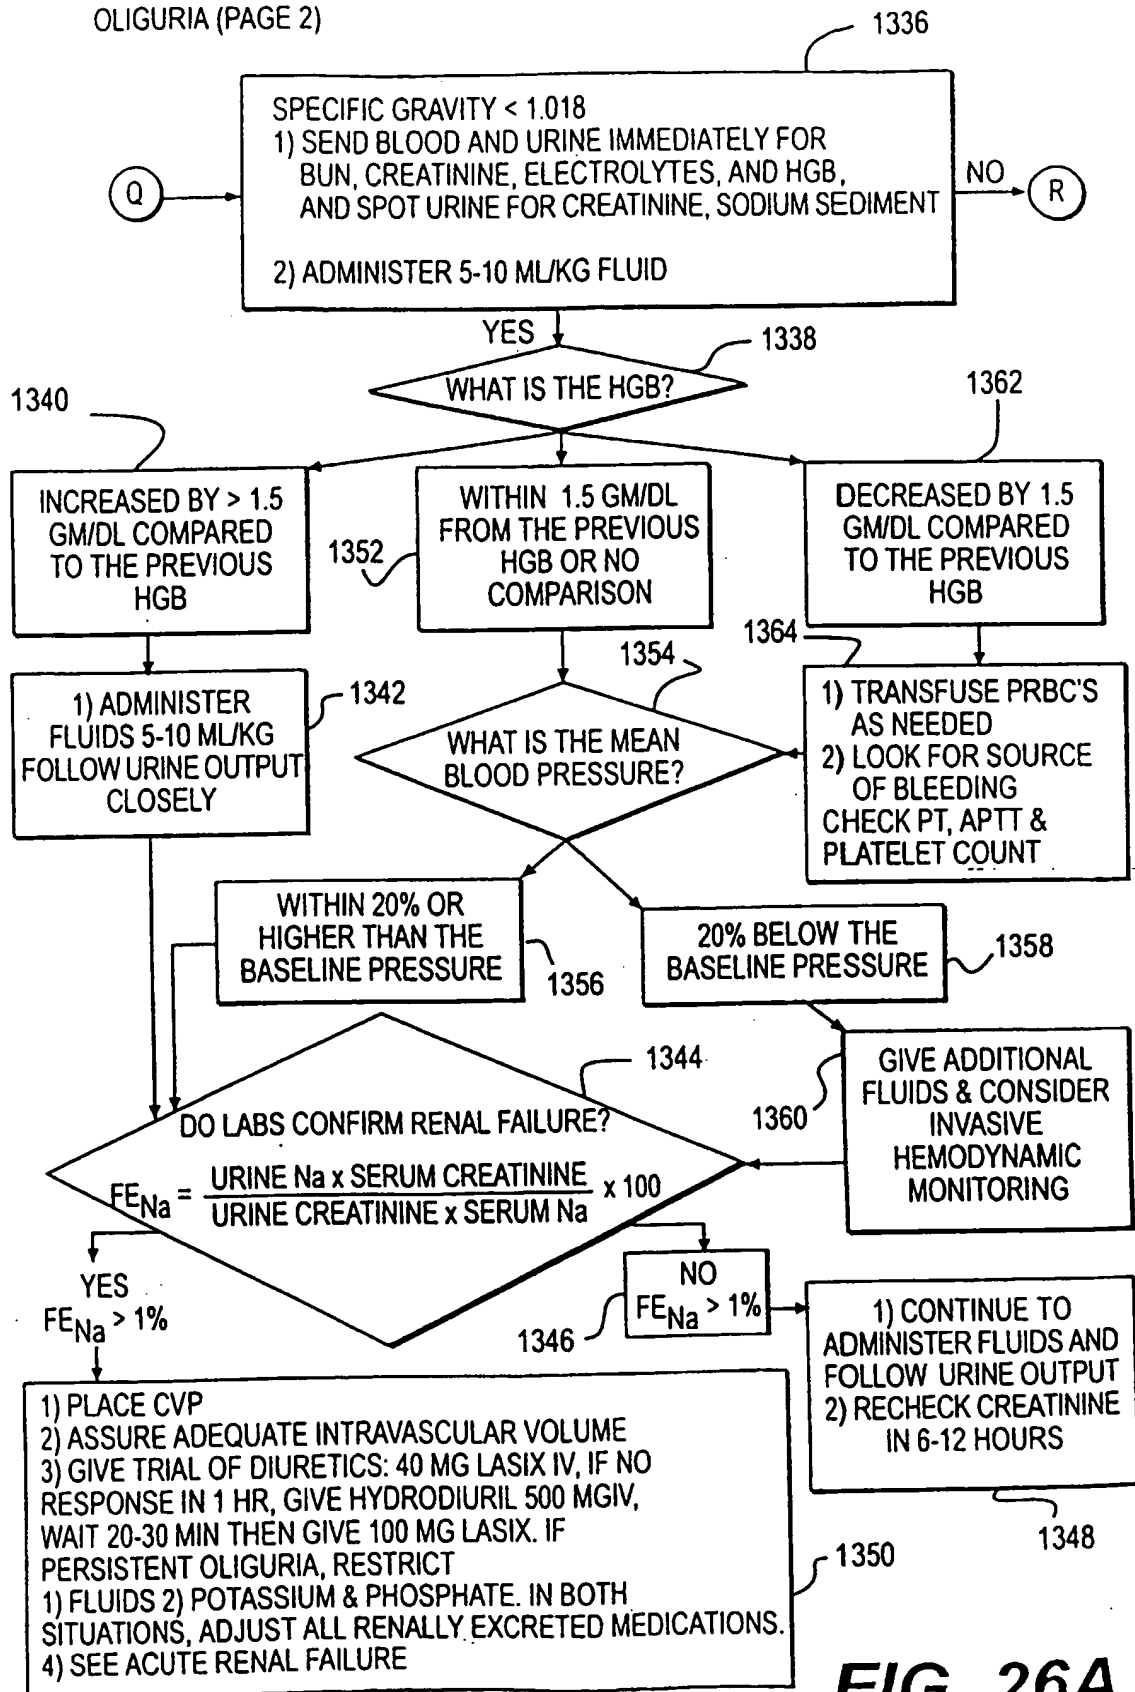 OLIGURIA (PAGE 2)
1336
SPECIFIC GRAVITY < 1.018
1) SEND BLOOD AND URINE IMMEDIATELY FOR
BUN, CREATININE, ELECTROLYTES, AND HGB,
AND SPOT URINE FOR CREATININE, SODIUM SEDIMENT
2) ADMINISTER 5-10 ML/KG FLUID
Q
NO
R
YES
1338
WHAT IS THE HGB?
1340
1362
INCREASED BY > 1.5
GM/DL COMPARED
TO THE PREVIOUS
HGB
1352
WITHIN 1.5 GM/DL
FROM THE PREVIOUS
HGB OR NO
COMPARISON
DECREASED BY 1.5
GM/DL COMPARED
TO THE PREVIOUS
HGB
1342
1) ADMINISTER
FLUIDS 5-10 ML/KG
FOLLOW URINE OUTPUT
CLOSELY
1354
WHAT IS THE MEAN
BLOOD PRESSURE?
1364
1) TRANSFUSE PRBC'S
AS NEEDED
2) LOOK FOR SOURCE
OF BLEEDING
CHECK PT, APTT &
PLATELET COUNT
WITHIN 20% OR
HIGHER THAN THE
BASELINE PRESSURE
1356
20% BELOW THE
BASELINE PRESSURE
1358
1344
DO LABS CONFIRM RENAL FAILURE?
FENa = URINE Na x SERUM CREATININE
URINE CREATININE x SERUM Na
x 100
1360
GIVE ADDITIONAL
FLUIDS & CONSIDER
INVASIVE
HEMODYNAMIC
MONITORING
YES
FENa > 1%
1346
NO
FENa > 1%
1) CONTINUE TO
ADMINISTER FLUIDS AND
FOLLOW URINE OUTPUT
2) RECHECK CREATININE
IN 6-12 HOURS
1348
1) PLACE CVP
2) ASSURE ADEQUATE INTRAVASCULAR VOLUME
3) GIVE TRIAL OF DIURETICS: 40 MG LASIX IV, IF NO
RESPONSE IN 1 HR, GIVE HYDRODIURIL 500 MGIV,
WAIT 20-30 MIN THEN GIVE 100 MG LASIX. IF
PERSISTENT OLIGURIA, RESTRICT
1) FLUIDS 2) POTASSIUM & PHOSPHATE. IN BOTH
SITUATIONS, ADJUST ALL RENALLY EXCRETED MEDICATIONS.
4) SEE ACUTE RENAL FAILURE
1350
FIG. 26A